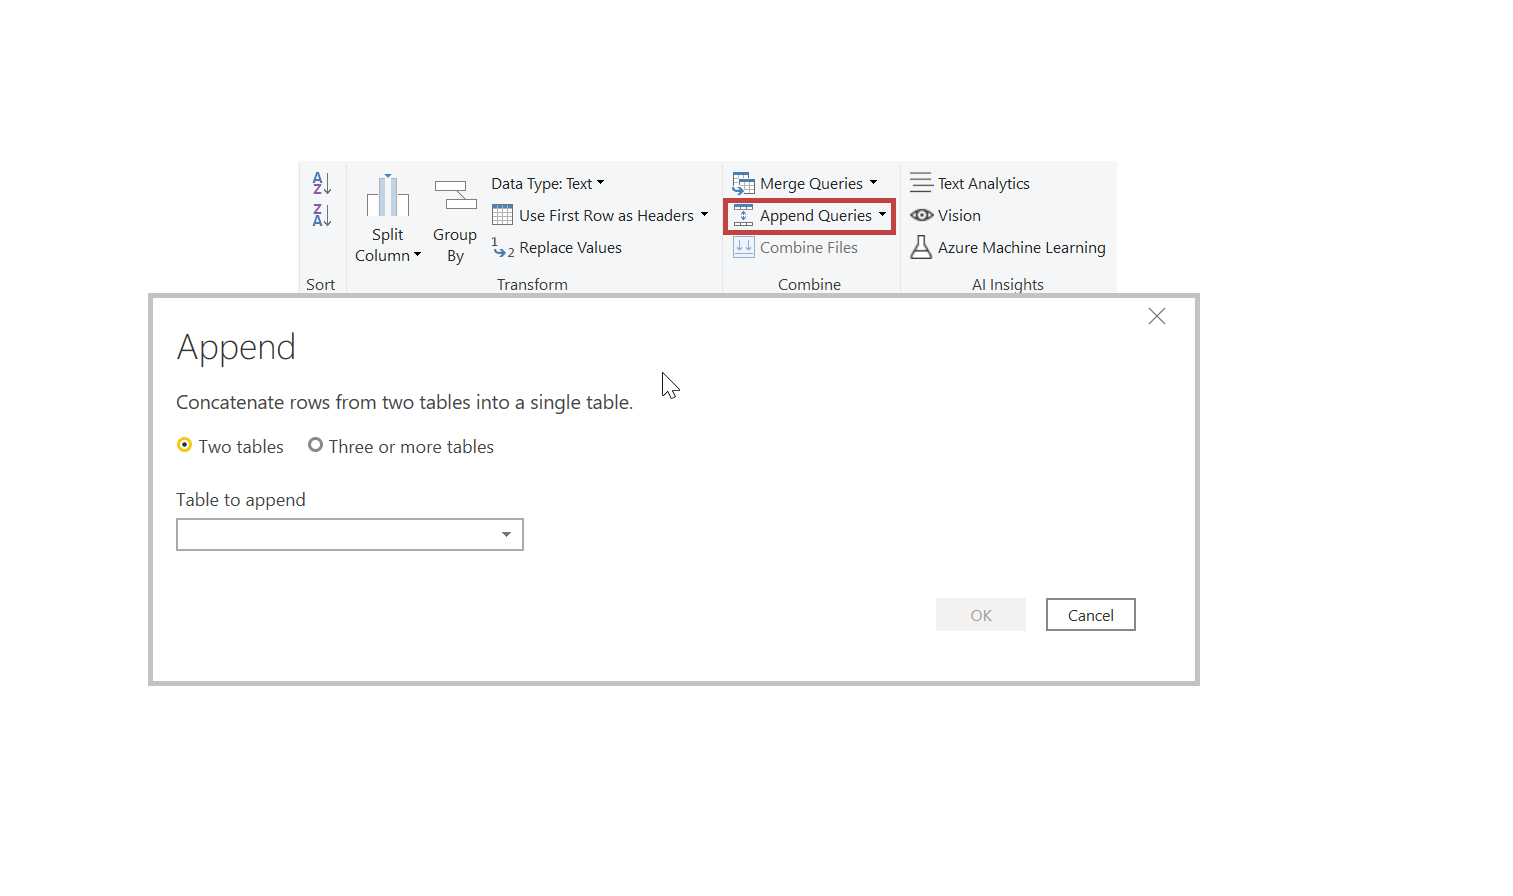 A
Z
Z
A
Sort
Split
Column
Group
By
Data Type: Text
Use First Row as Headers
1
2 Replace Values
Transform
Merge Queries
Append Queries
Combine Files
Combine
Text Analytics
Vision
Azure Machine Learning
AI Insights
Append
Concatenate rows from two tables into a single table.
Two tables Three or more tables
Table to append
OK Cancel